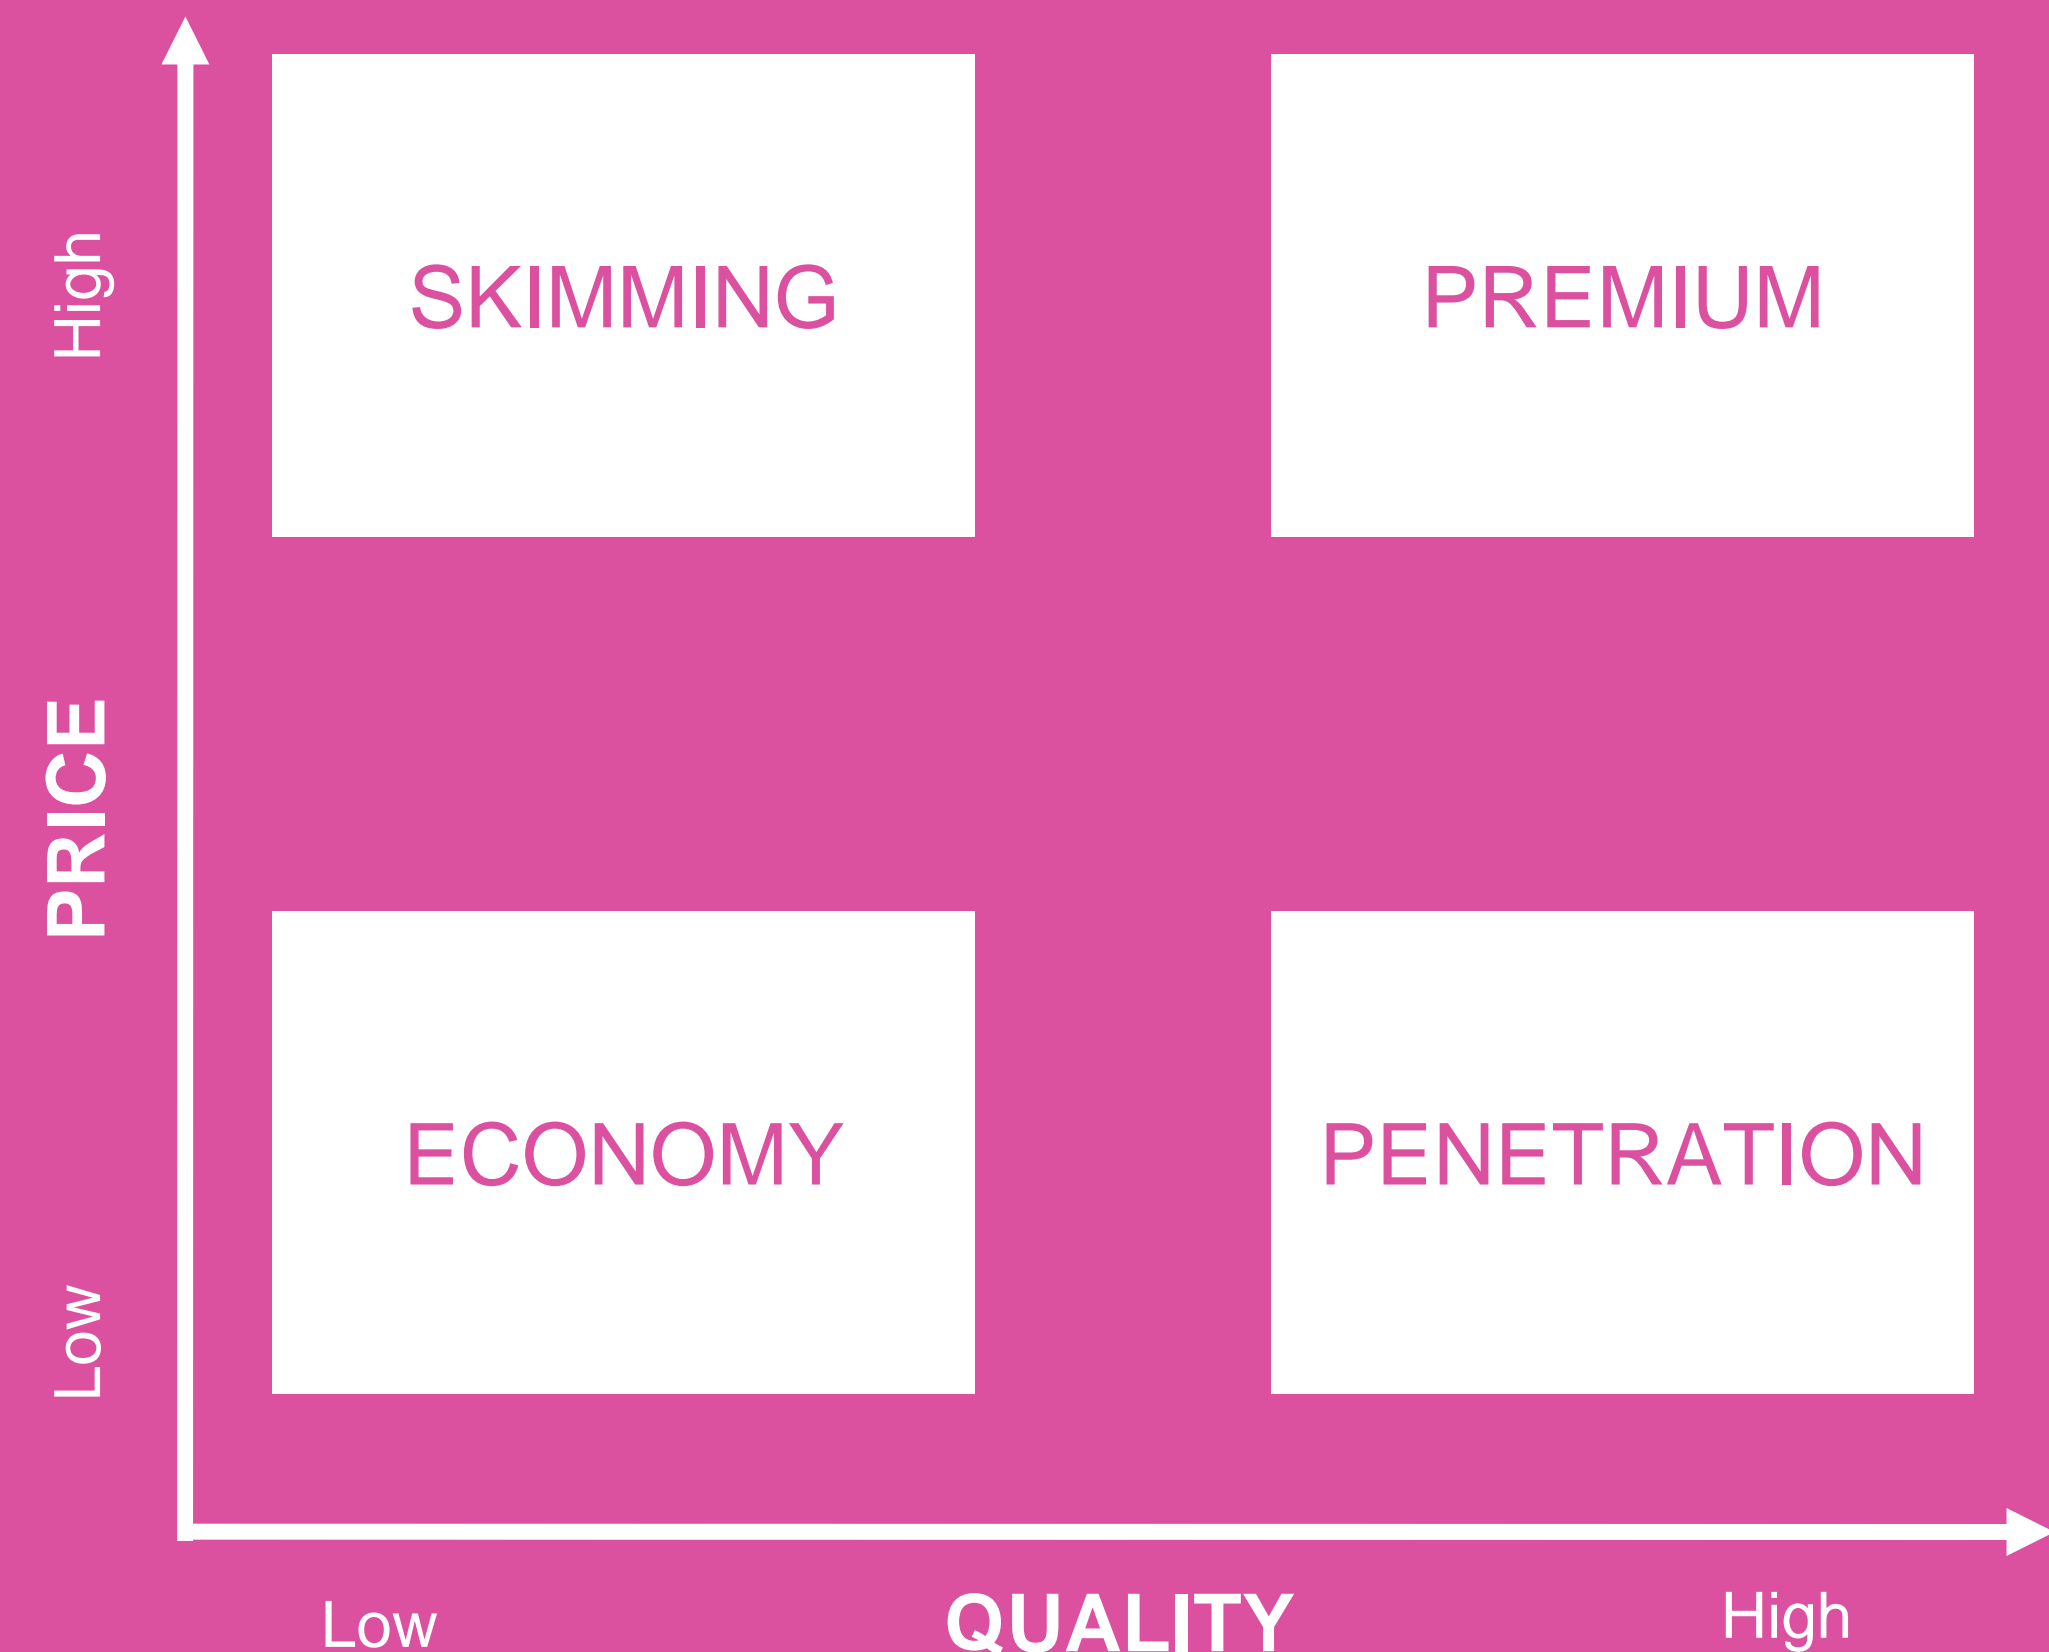 High
SKIMMING
PREMIUM
PRICE
ECONOMY
PENETRATION
Low
Low
QUALITY
High